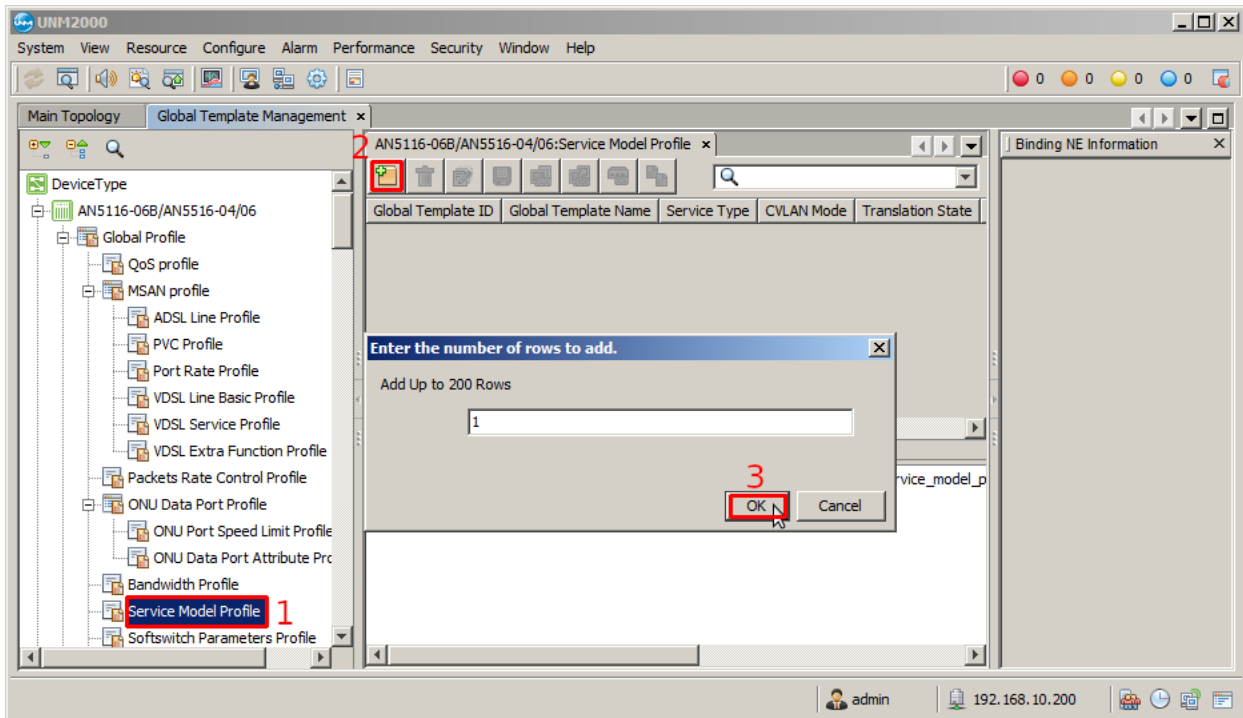 UNM2000
System View Resource Configure Alarm Performance Security Window Help
0 0 0 0
Main Topology Global Template Management
2
AN5116-06B/AN5516-04/06:Service Model Profile
Binding NE Information
DeviceType
AN5116-06B/AN5516-04/06
Global Profile
QoS profile
MSAN profile
ADSL Line Profile
PVC Profile
Port Rate Profile
VDSL Line Basic Profile
VDSL Service Profile
VDSL Extra Function Profile
Packets Rate Control Profile
ONU Data Port Profile
ONU Port Speed Limit Profile
ONU Data Port Attribute Prc
Bandwidth Profile
Service Model Profile 1
Softswitch Parameters Profile
Global Template ID Global Template Name Service Type CVLAN Mode Translation State
Enter the number of rows to add.
Add Up to 200 Rows
1
3
OK Cancel
rvice_model_p
admin 192.168.10.200